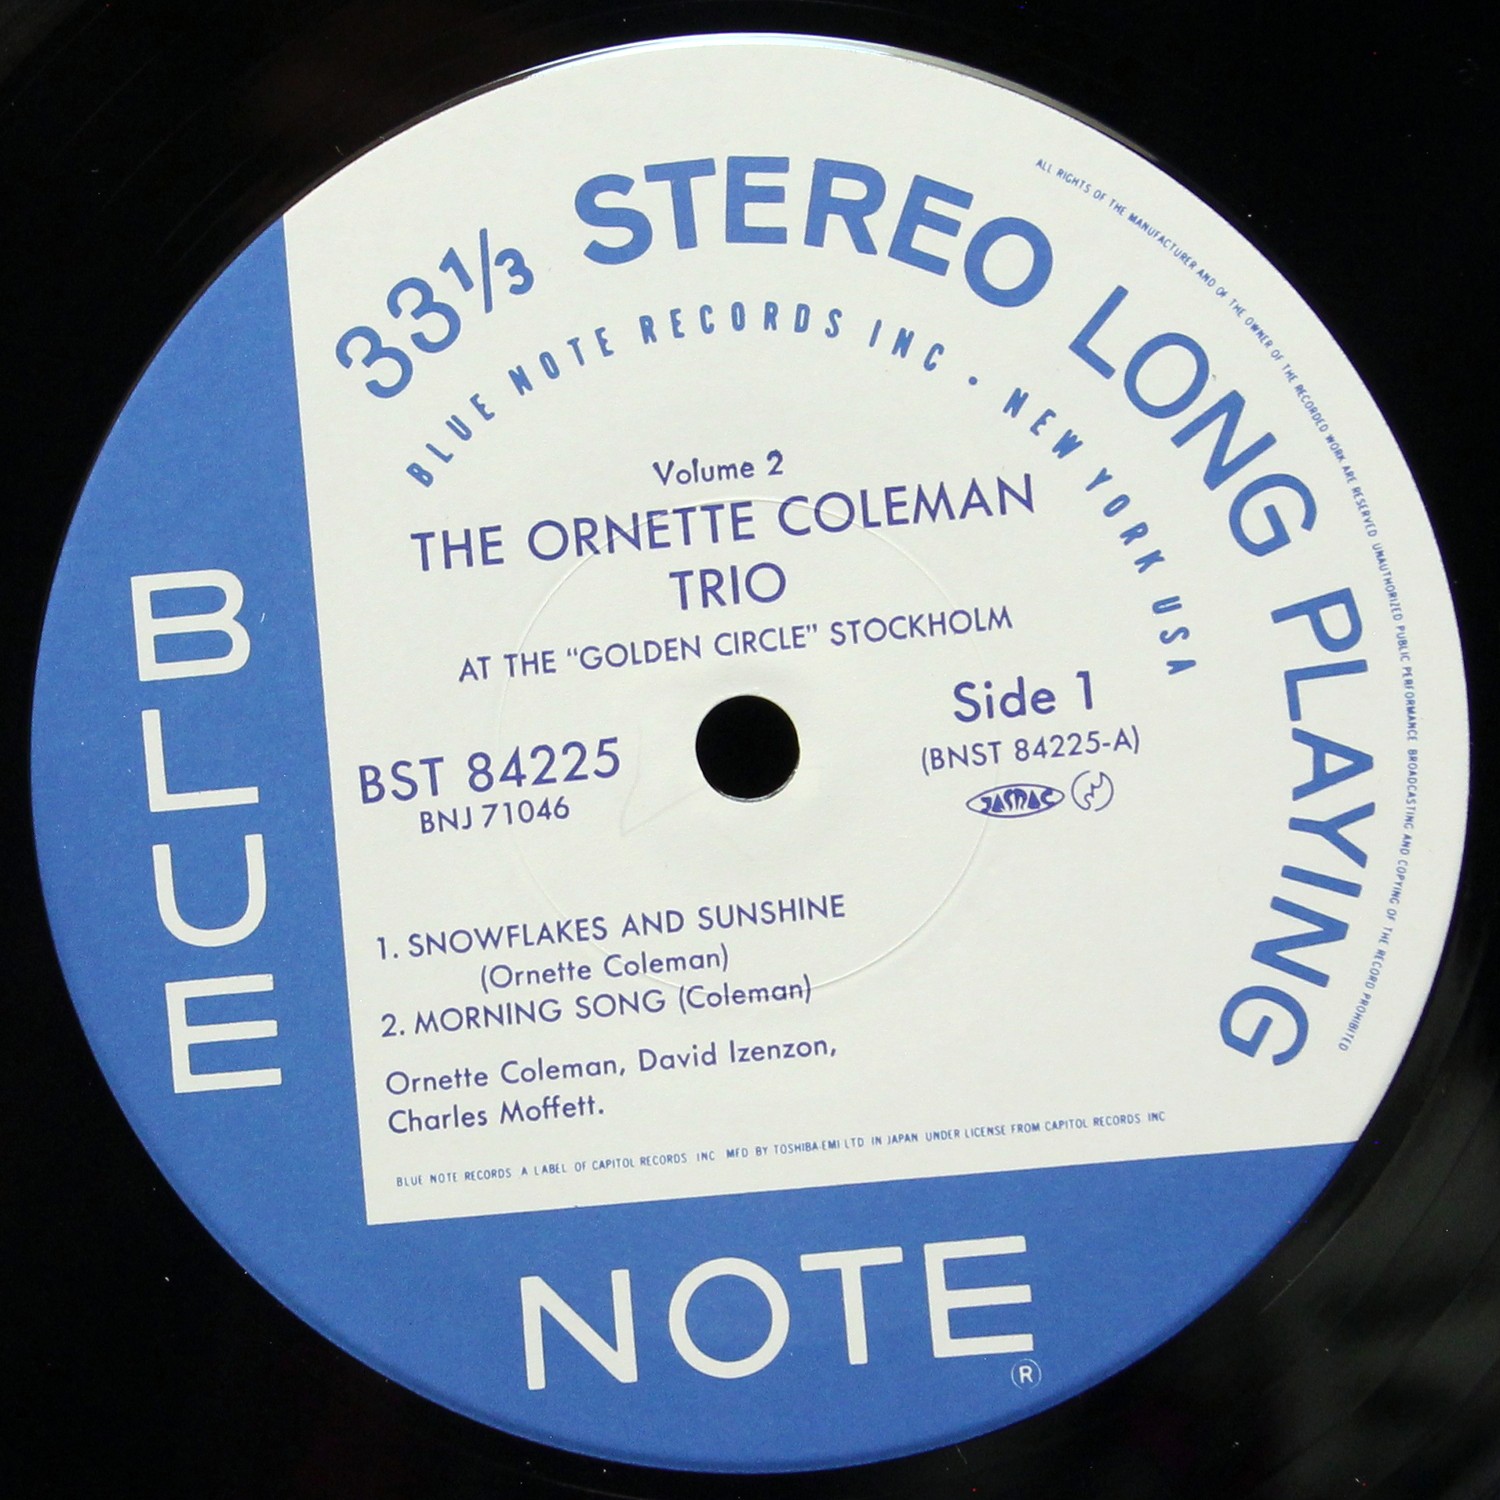 33 1/3 STEREO LONG PLAYING
BLUE NOTE RECORDS INC · NEW YORK USA
ALL RIGHTS OF THE MANUFACTURER AND OF THE OWNER OF THE RECORDED WORK ARE RESERVED UNAUTHORIZED PUBLIC PERFORMANCE BROADCASTING AND COPYING OF THE RECORD PROHIBITED
Volume 2
THE ORNETTE COLEMAN
TRIO
AT THE “GOLDEN CIRCLE” STOCKHOLM
Side 1
(BNST 84225-A)
JASRAC
BST 84225
BNJ 71046
1. SNOWFLAKES AND SUNSHINE
(Ornette Coleman)
2. MORNING SONG (Coleman)
Ornette Coleman, David Izenzon,
Charles Moffett.
BLUE NOTE RECORDS A LABEL OF CAPITOL RECORDS INC MFD BY TOSHIBA-EMI LTD IN JAPAN UNDER LICENSE FROM CAPITOL RECORDS INC
BLUE
NOTE
®